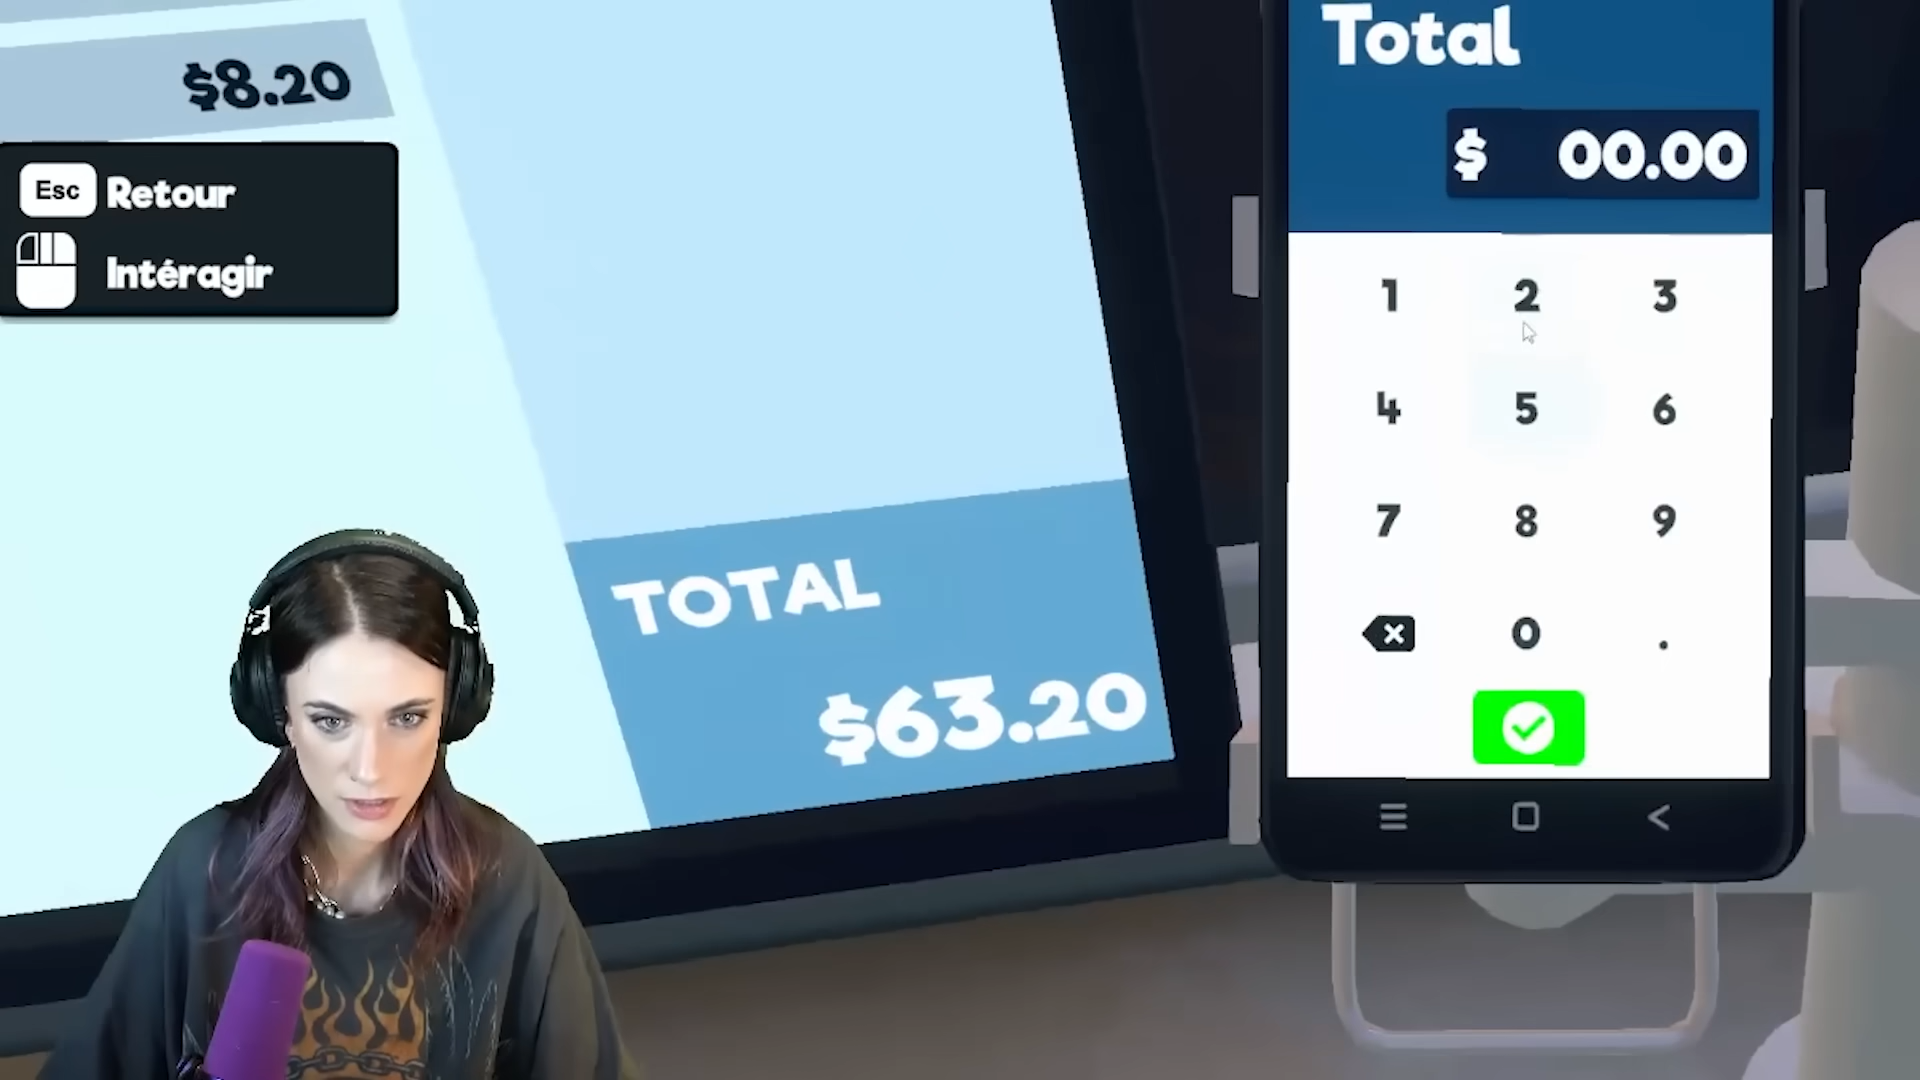 $8.20
Esc Retour
Intéragir
TOTAL
$63.20
Total
$ 00.00
1 2 3
4 5 6
7 8 9
0 .